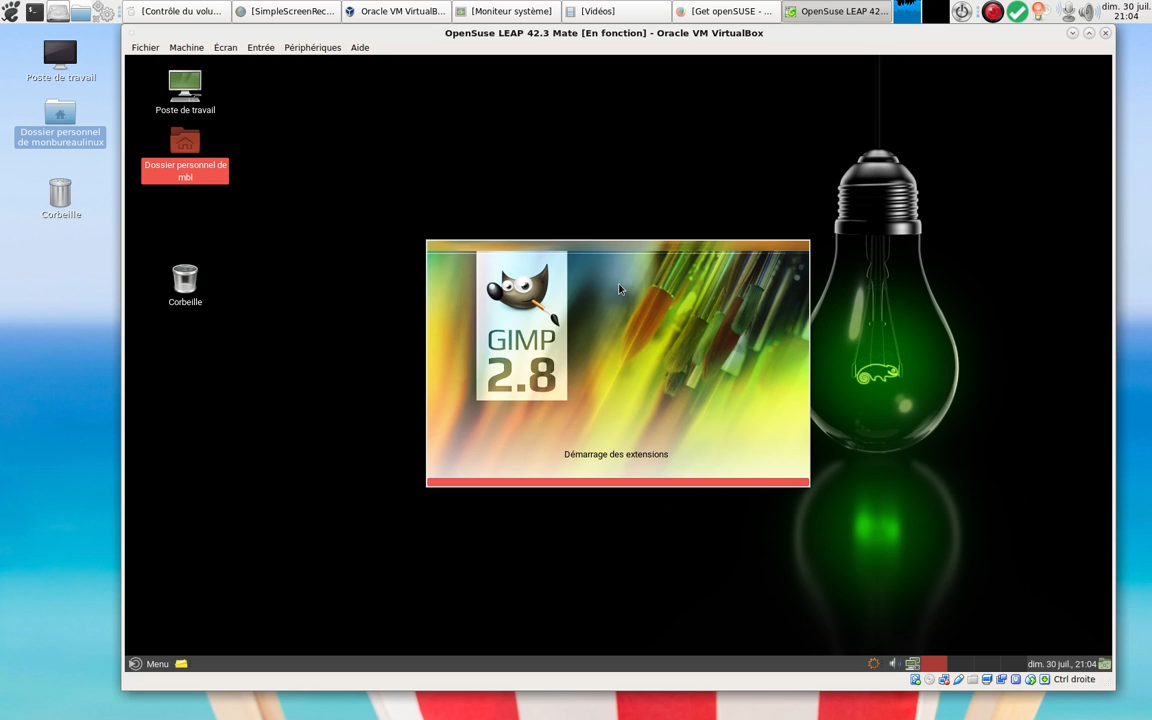 [Contrôle du volu...
[SimpleScreenRec...
Oracle VM VirtualB...
[Moniteur système]
[Vidéos]
[Get openSUSE - ...
OpenSuse LEAP 42...
dim. 30 juil.
21:04
OpenSuse LEAP 42.3 Mate [En fonction] - Oracle VM VirtualBox
Fichier Machine Écran Entrée Périphériques Aide
Poste de travail
Dossier personnel
de monbureaulinux
Corbeille
Poste de travail
Dossier personnel de
mbl
Corbeille
GIMP
2.8
Démarrage des extensions
Menu
dim. 30 juil., 21:04
Ctrl droite